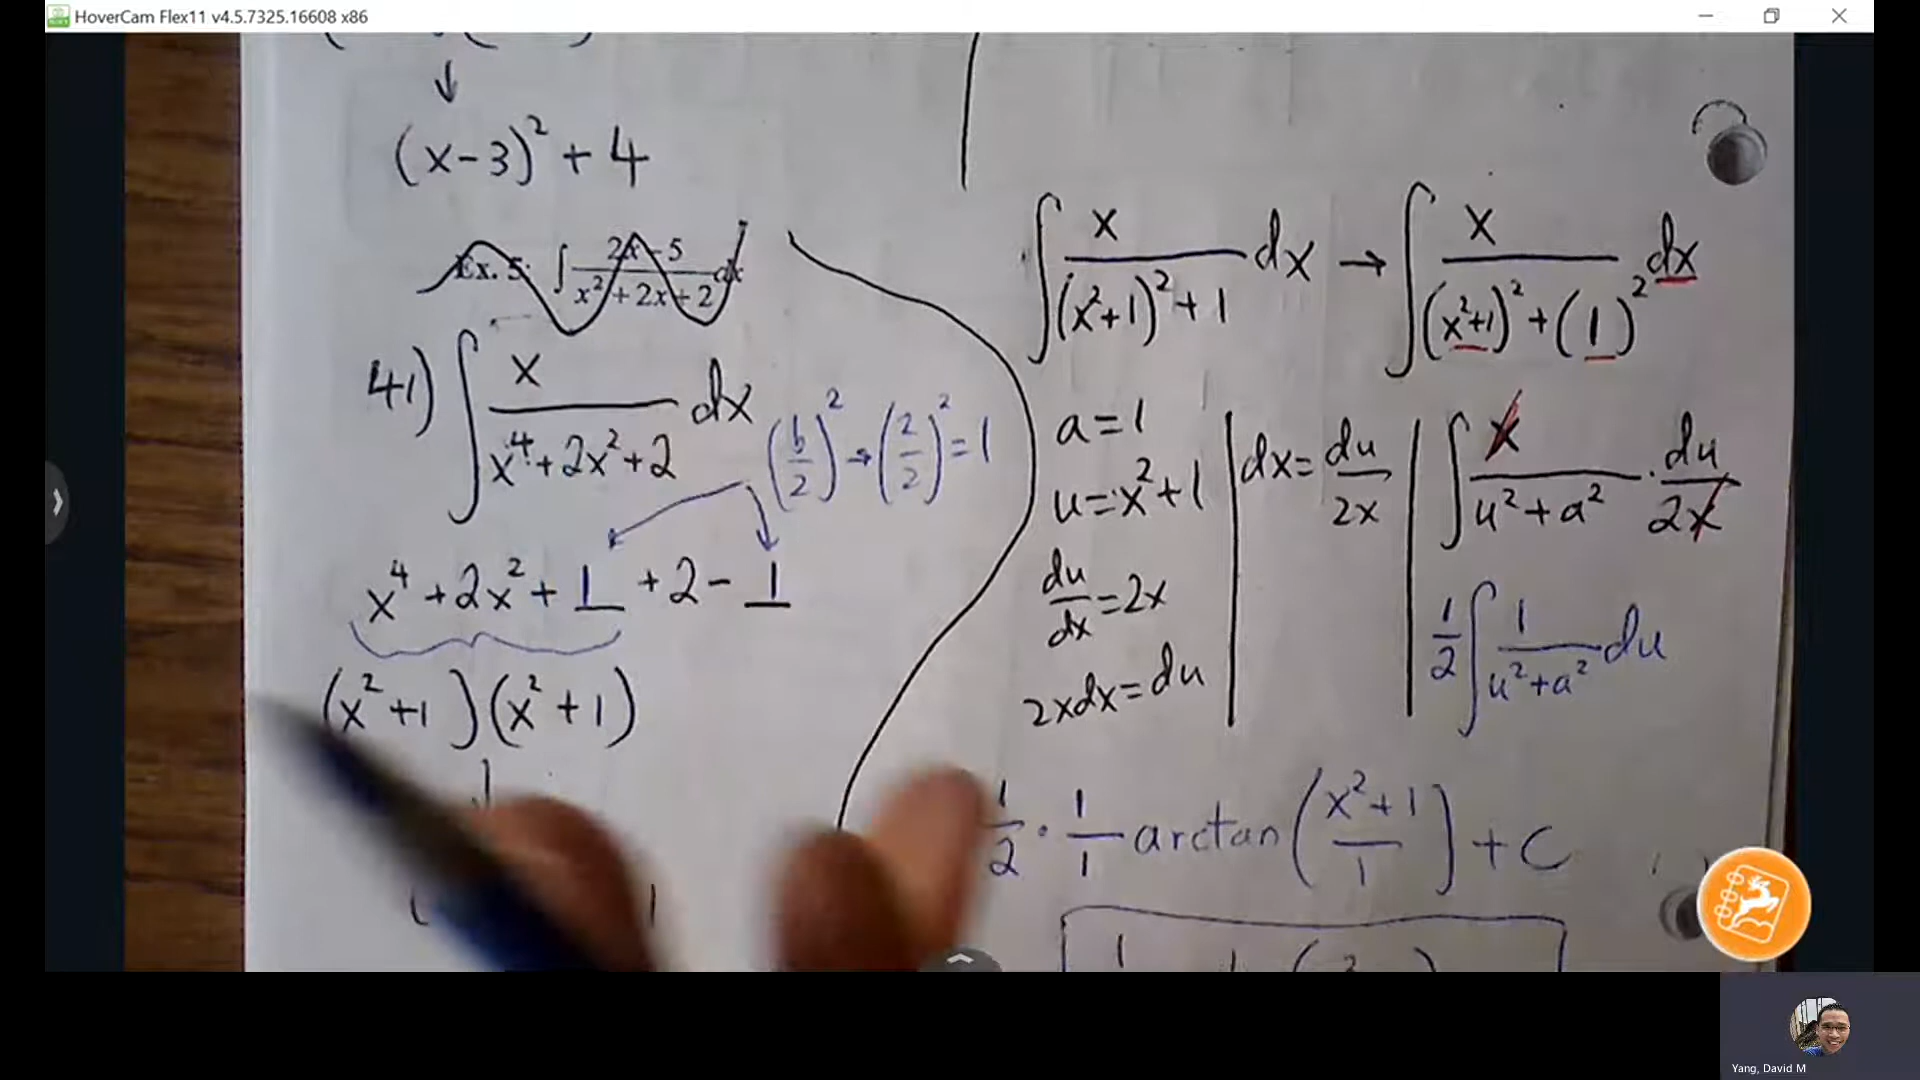 HoverCam Flex11 v4.5.7325.16608 x86
(x-3)² + 4
Ex. 5: ∫ 2x-5 / x² + 2x + 2 dx
41) ∫ x / x⁴ + 2x² + 2 dx
(b/2)² → (2/2)² = 1
x⁴ + 2x² + 1 + 2 - 1
(x² + 1)(x² + 1)
∫ x / (x²+1)² + 1 dx → ∫ x / (x²+1)² + (1)² dx
a = 1
u = x² + 1
du/dx = 2x
2xdx = du
dx = du/2x
∫ x / u² + a² · du/2x
1/2 ∫ 1 / u² + a² du
1/2 · 1/1 arctan (x² + 1 / 1) + C
Yang, David M